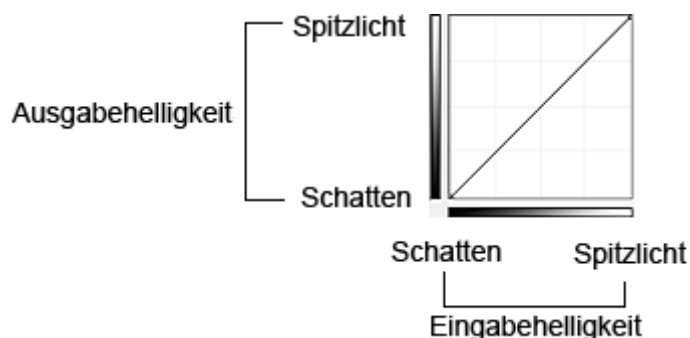 Spitzlicht
Ausgabehelligkeit
Schatten
Schatten Spitzlicht
Eingabehelligkeit